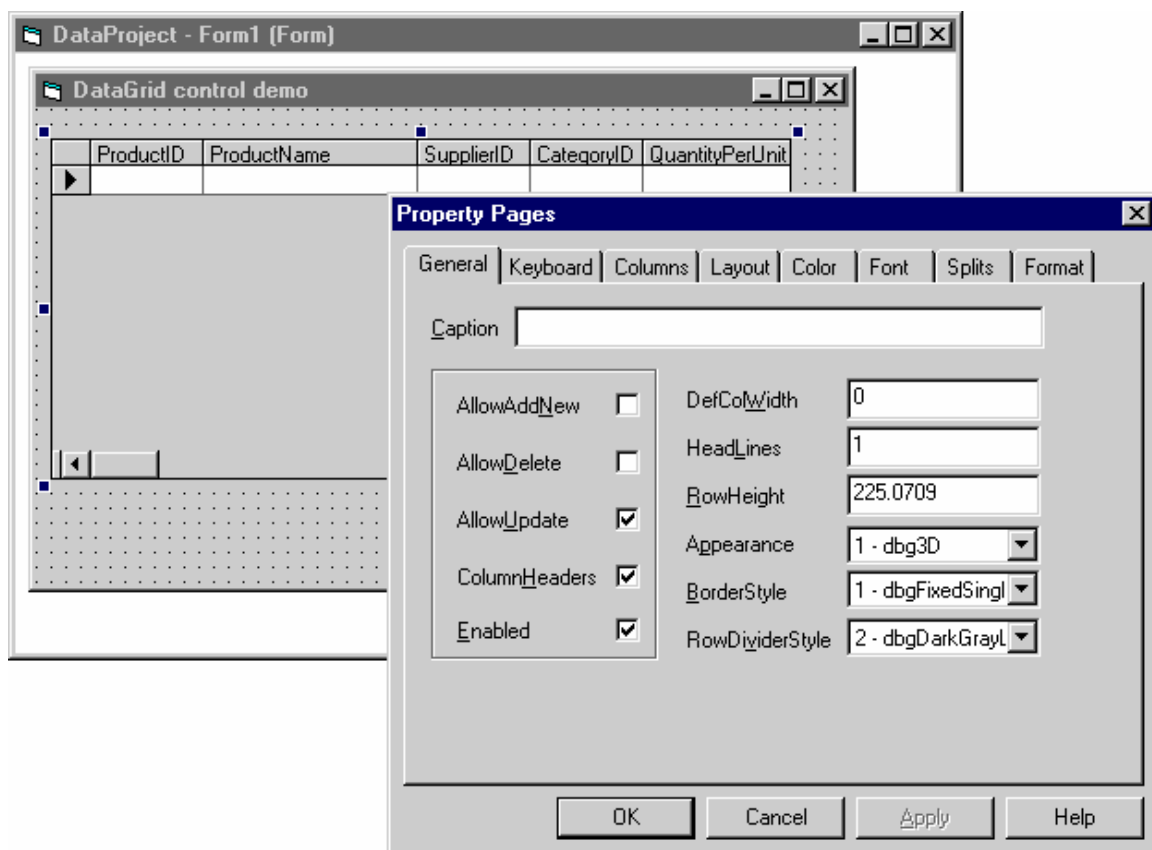 DataProject - Form1 (Form)
DataGrid control demo
ProductID ProductName SupplierID CategoryID QuantityPerUnit
Property Pages
General Keyboard Columns Layout Color Font Splits Format
Caption
AllowAddNew
AllowDelete
AllowUpdate
ColumnHeaders
Enabled
DefColWidth 0
HeadLines 1
RowHeight 225.0709
Appearance 1 - dbg3D
BorderStyle 1 - dbgFixedSingl
RowDividerStyle 2 - dbgDarkGrayL
OK Cancel Apply Help